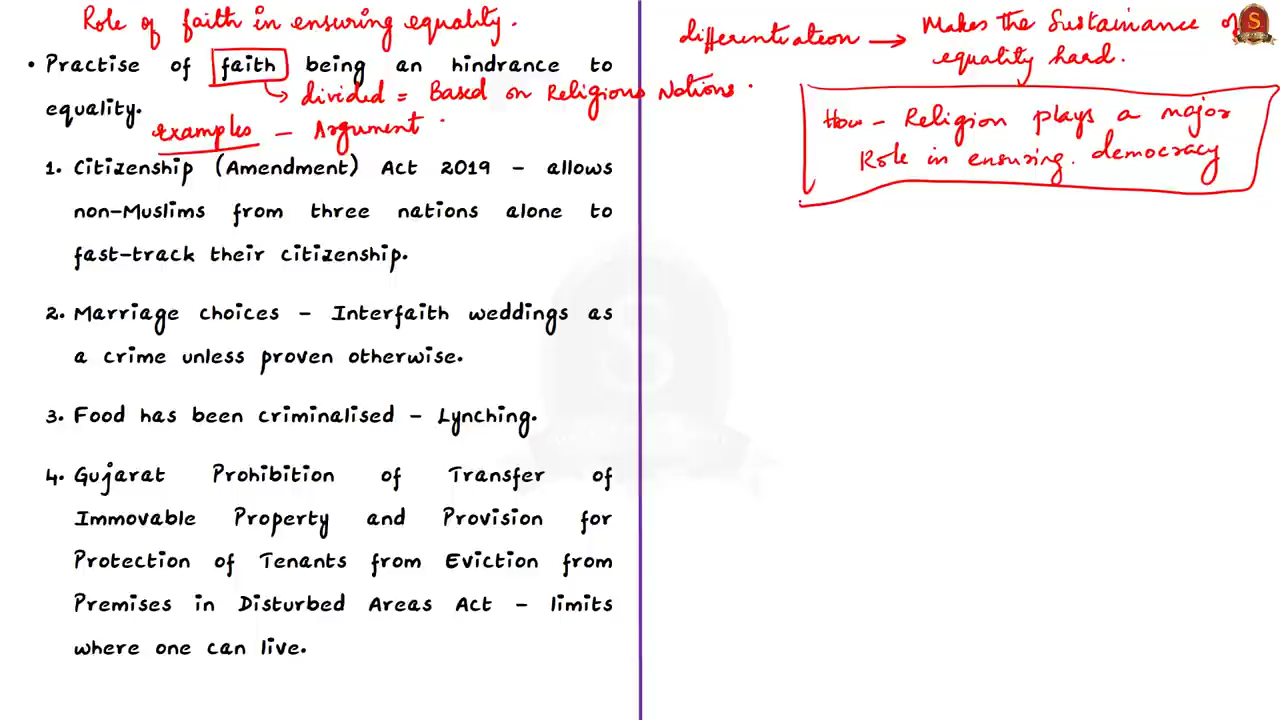 Role of faith in ensuring equality.
• Practise of faith being an hindrance to
equality.
divided = Based on Religious Notions.
examples - Argument
1. Citizenship (Amendment) Act 2019 - allows
non-Muslims from three nations alone to
fast-track their citizenship.
2. Marriage choices - Interfaith weddings as
a crime unless proven otherwise.
3. Food has been criminalised - Lynching.
4. Gujarat Prohibition of Transfer of
Immovable Property and Provision for
Protection of Tenants from Eviction from
Premises in Disturbed Areas Act - limits
where one can live.
differentiation → Makes the Sustainance of
equality hard.
How - Religion plays a major
Role in ensuring. democracy